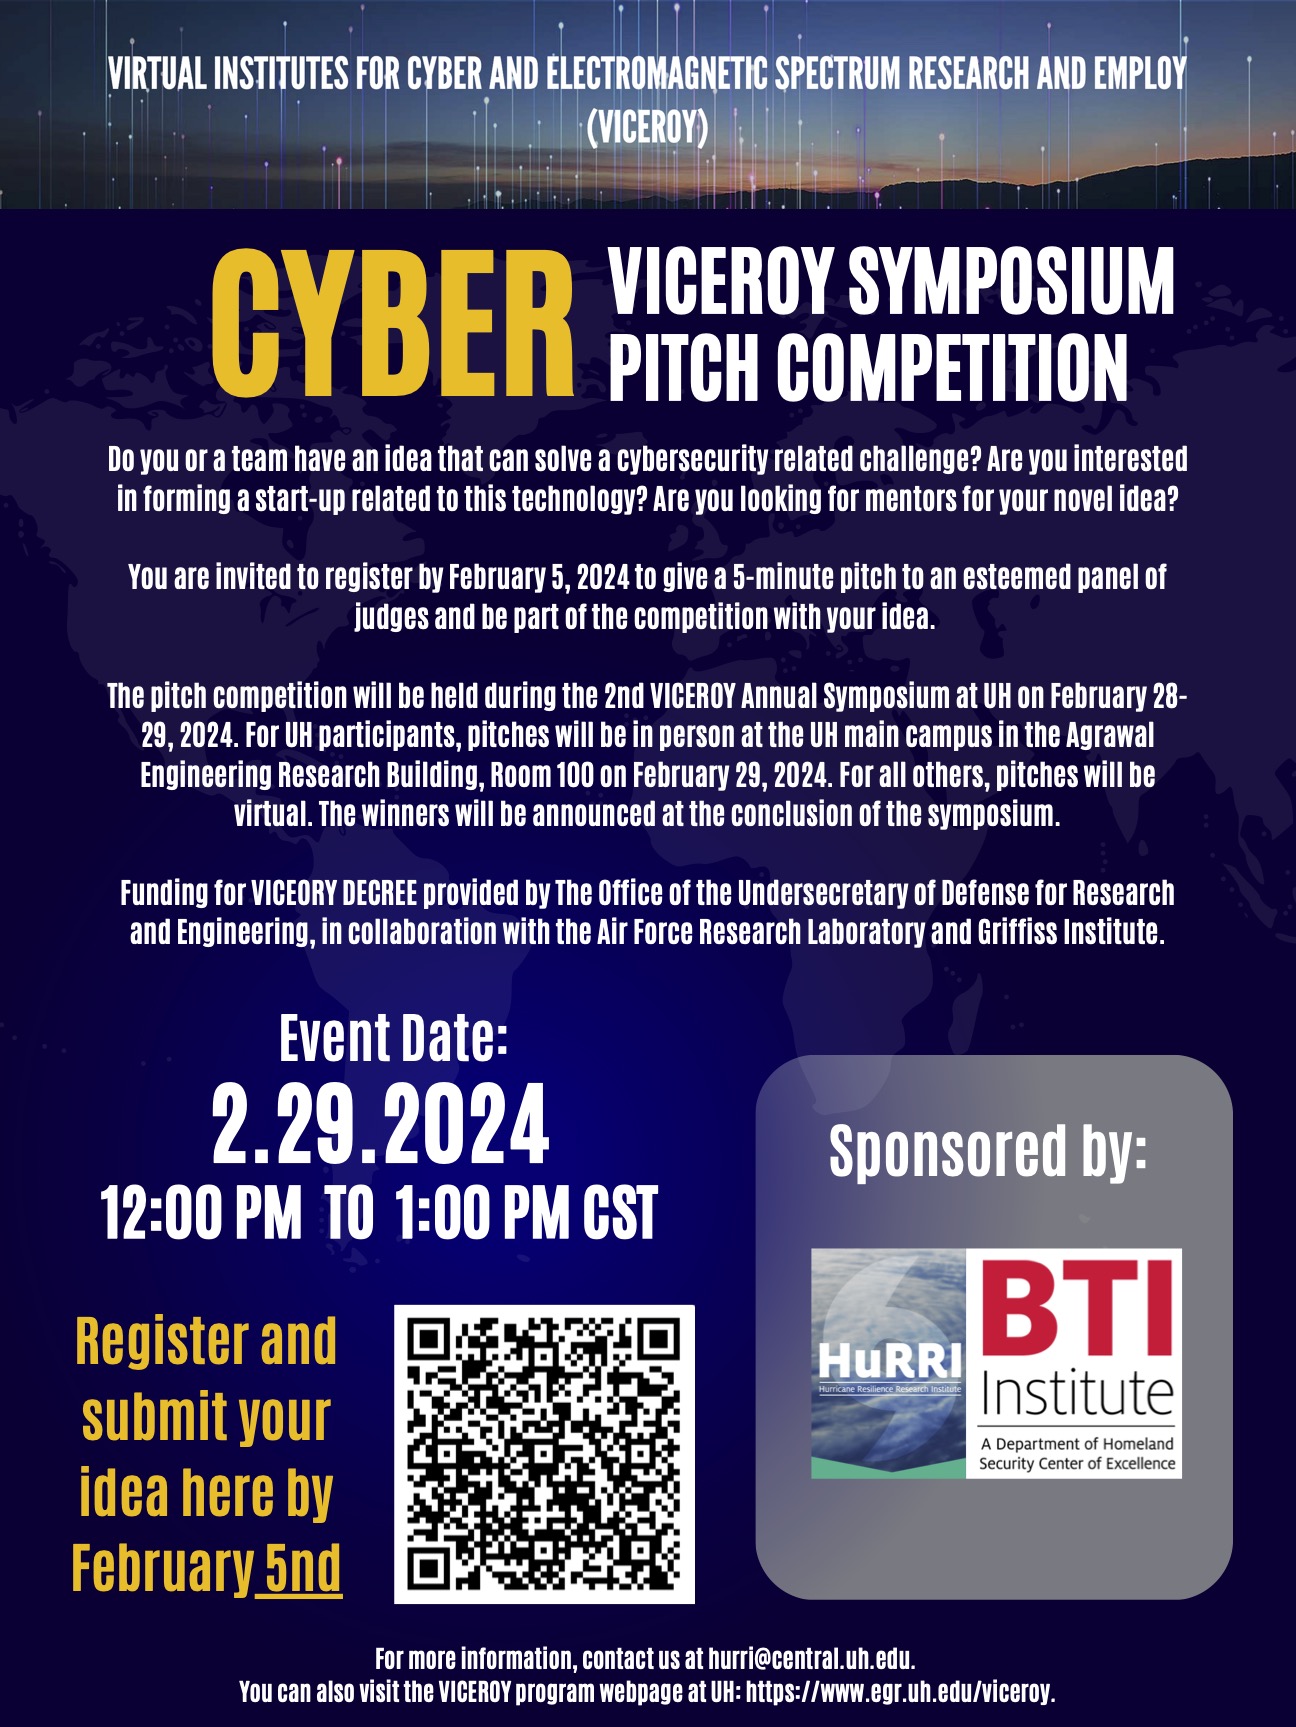 VIRTUAL INSTITUTES FOR CYBER AND ELECTROMAGNETIC SPECTRUM RESEARCH AND EMPLOY
(VICEROY)
CYBER
VICEROY SYMPOSIUM
PITCH COMPETITION
Do you or a team have an idea that can solve a cybersecurity related challenge? Are you interested
in forming a start-up related to this technology? Are you looking for mentors for your novel idea?
You are invited to register by February 5, 2024 to give a 5-minute pitch to an esteemed panel of
judges and be part of the competition with your idea.
The pitch competition will be held during the 2nd VICEROY Annual Symposium at UH on February 28-
29, 2024. For UH participants, pitches will be in person at the UH main campus in the Agrawal
Engineering Research Building, Room 100 on February 29, 2024. For all others, pitches will be
virtual. The winners will be announced at the conclusion of the symposium.
Funding for VICEORY DECREE provided by The Office of the Undersecretary of Defense for Research
and Engineering, in collaboration with the Air Force Research Laboratory and Griffiss Institute.
Event Date:
2.29.2024
12:00 PM TO 1:00 PM CST
Register and
submit your
idea here by
February 5nd
Sponsored by:
HuRRI
Hurricane Resilience Research Institute
BTI
Institute
A Department of Homeland
Security Center of Excellence
For more information, contact us at hurri@central.uh.edu.
You can also visit the VICEROY program webpage at UH: https://www.egr.uh.edu/viceroy.